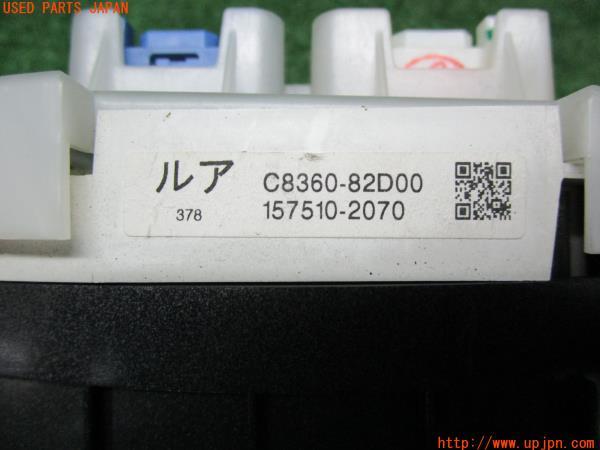 USED PARTS JAPAN
ルア C8360-82D00
378 157510-2070
http://www.upjpn.com/